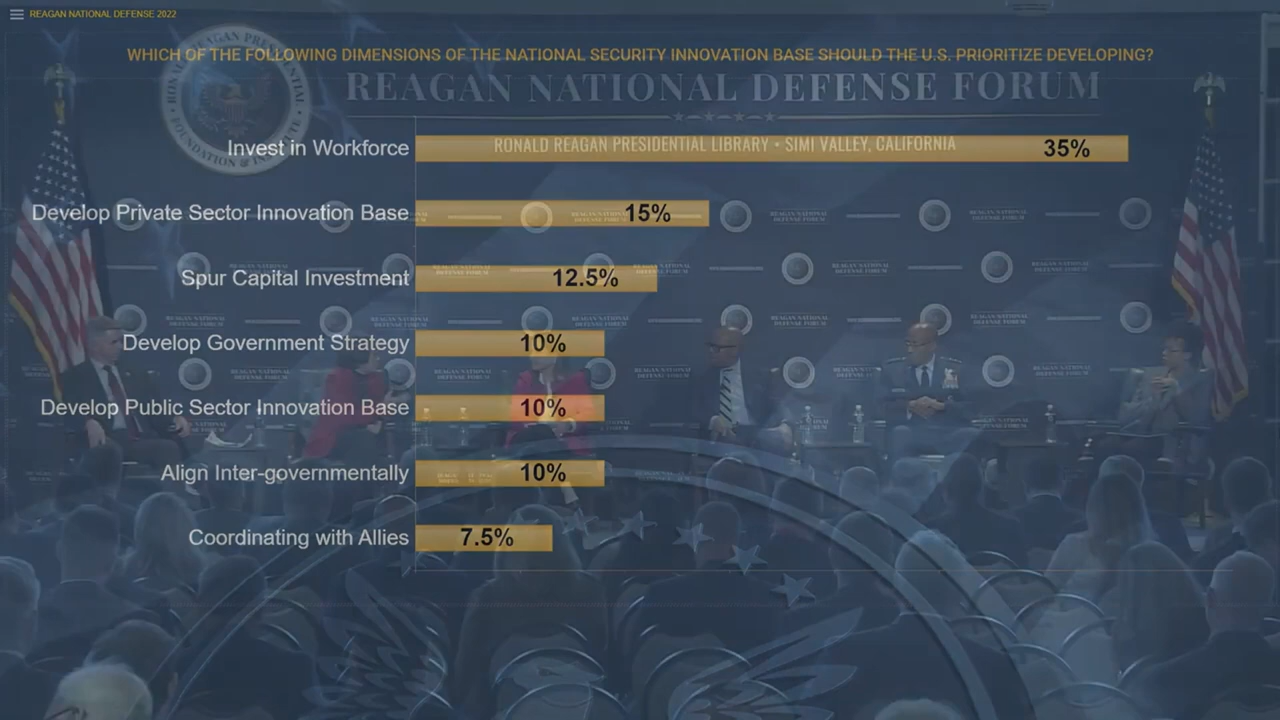 REAGAN NATIONAL DEFENSE 2022
WHICH OF THE FOLLOWING DIMENSIONS OF THE NATIONAL SECURITY INNOVATION BASE SHOULD THE U.S. PRIORITIZE DEVELOPING?
REAGAN NATIONAL DEFENSE FORUM
RONALD REAGAN PRESIDENTIAL LIBRARY • SIMI VALLEY, CALIFORNIA
Invest in Workforce 35%
Develop Private Sector Innovation Base 15%
Spur Capital Investment 12.5%
Develop Government Strategy 10%
Develop Public Sector Innovation Base 10%
Align Inter-governmentally 10%
Coordinating with Allies 7.5%